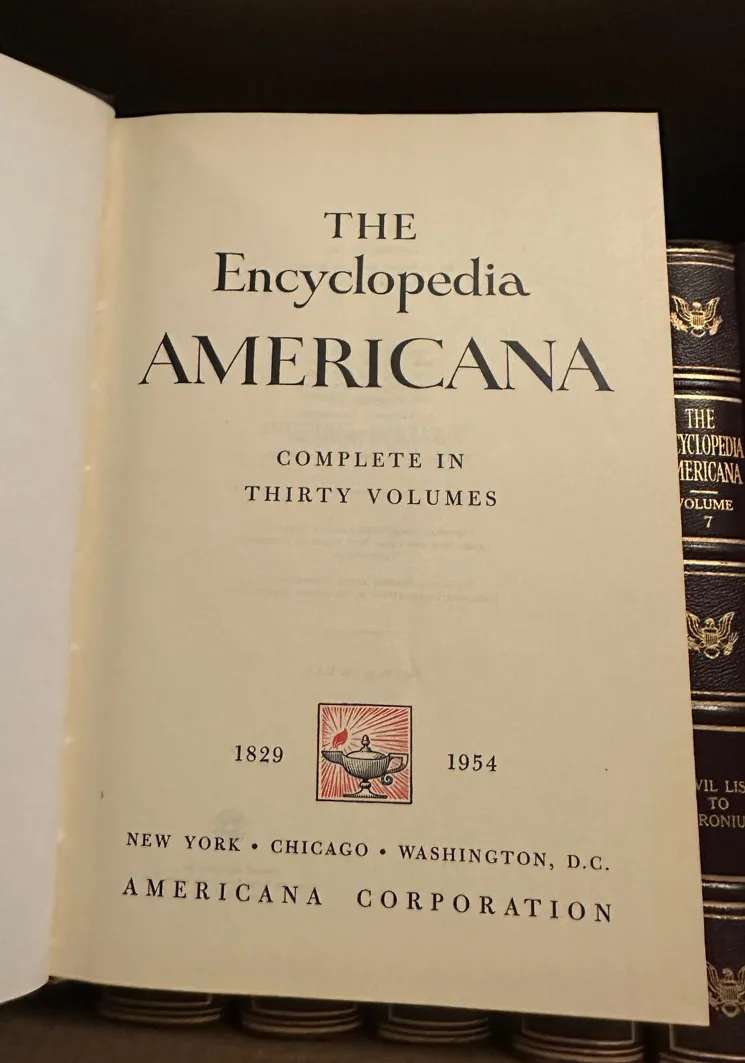 THE
Encyclopedia
AMERICANA
COMPLETE IN
THIRTY VOLUMES
1829 1954
NEW YORK • CHICAGO • WASHINGTON, D.C.
AMERICANA CORPORATION
THE
CYCLOPEDIA
MERICANA
VOLUME
7
VIL LIS
TO
RONIU